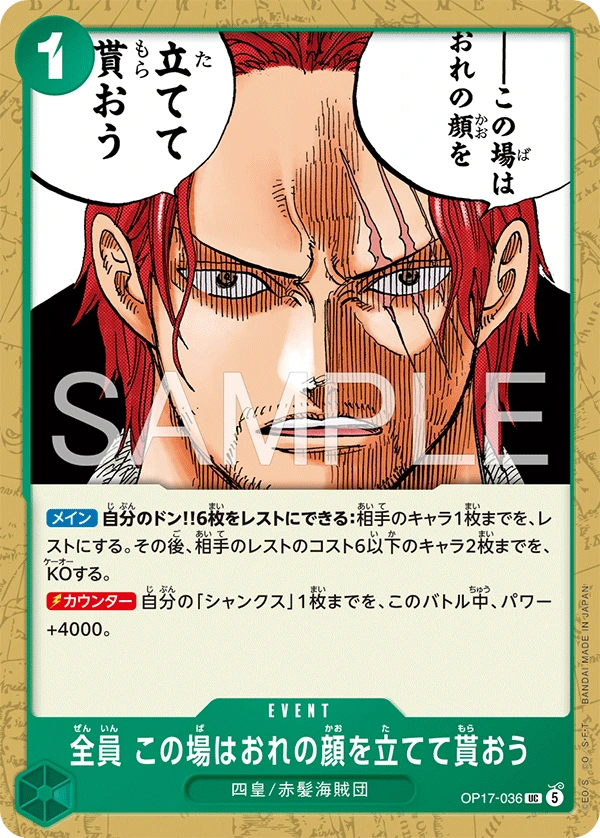 1
――この場は
おれの顔を
立てて
貰おう
SAMPLE
メイン 自分のドン!!6枚をレストにできる:相手のキャラ1枚までを、レ
ストにする。その後、相手のレストのコスト6以下のキャラ2枚までを、
KOする。
カウンター 自分の「シャンクス」1枚までを、このバトル中、パワー
+4000。
EVENT
全員 この場はおれの顔を立てて貰おう
四皇/赤髪海賊団
OP17-036 UC 5
©E.O./S. ©O./S.,F.,T. BANDAI MADE IN JAPAN